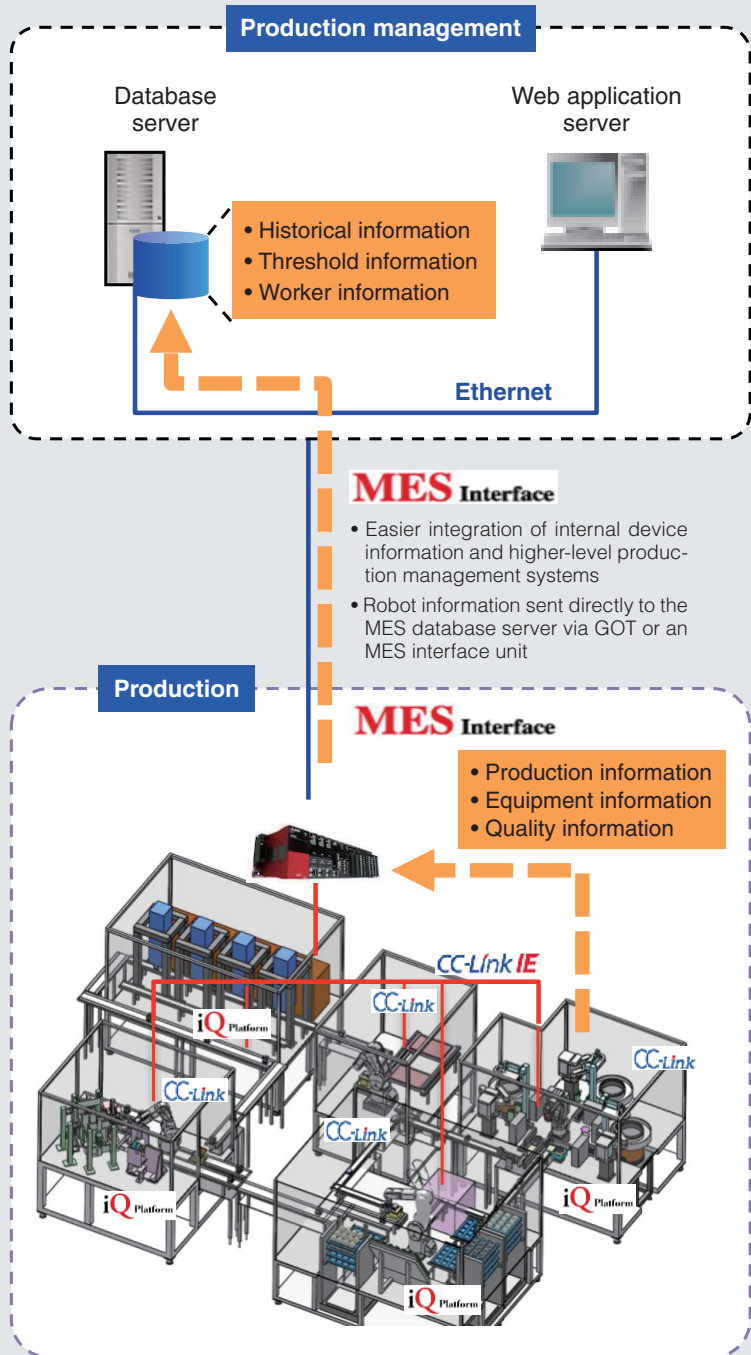 Production management
Database
server
Web application
server
• Historical information
• Threshold information
• Worker information
Ethernet
MES Interface
• Easier integration of internal device
information and higher-level produc-
tion management systems
• Robot information sent directly to the
MES database server via GOT or an
MES interface unit
Production
MES Interface
• Production information
• Equipment information
• Quality information
CC-Link IE
CC-Link
iQ Platform
CC-Link
CC-Link
CC-Link
iQ Platform
iQ Platform
iQ Platform